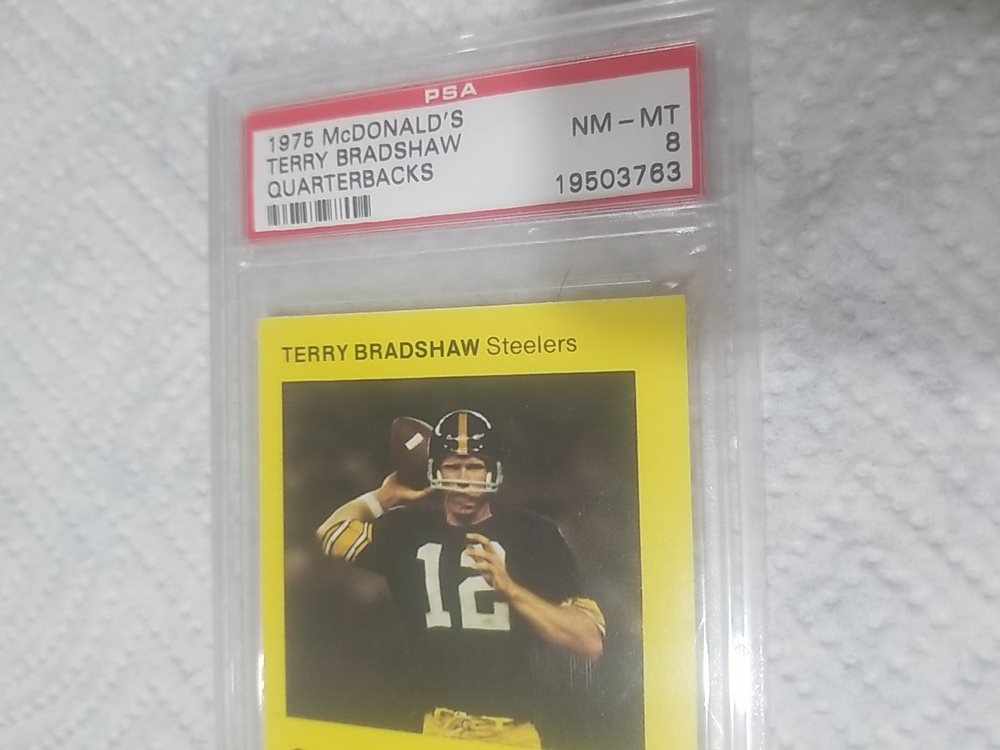 PSA
1975 McDONALD'S
TERRY BRADSHAW
QUARTERBACKS
NM – MT
8
19503763
TERRY BRADSHAW Steelers
12